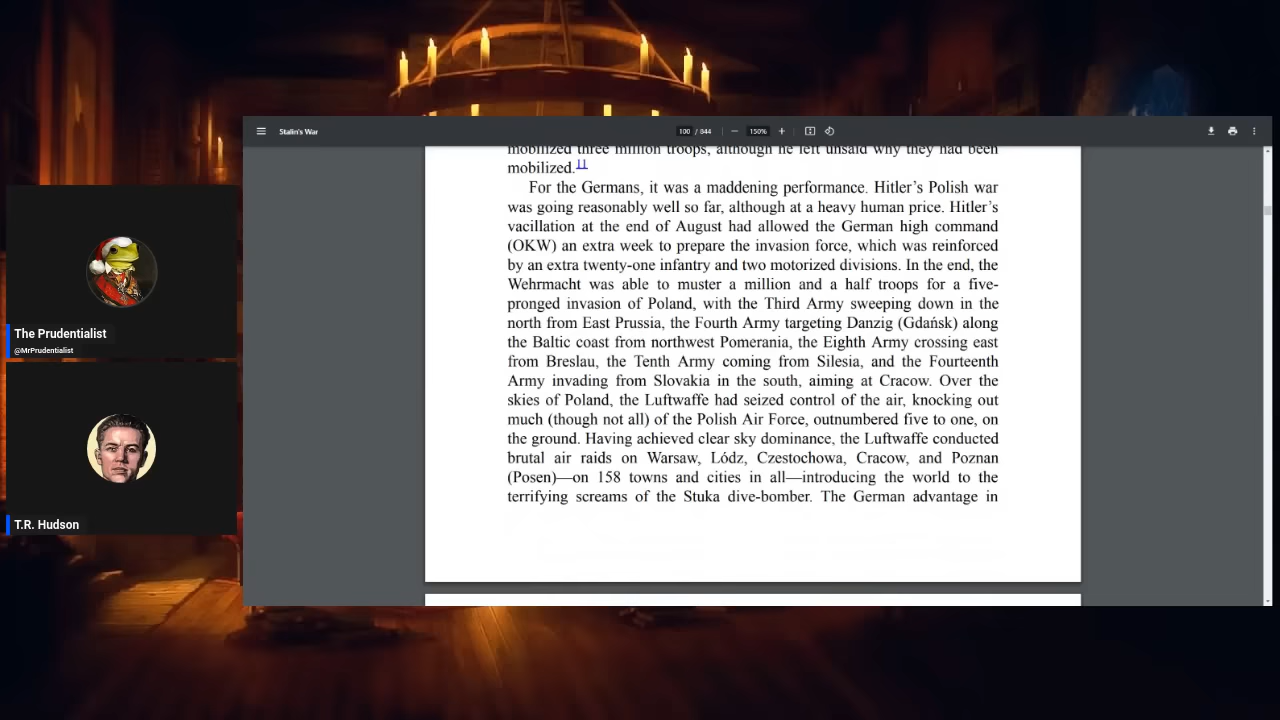 Stalin's War
100 / 844
150%
mobilized three million troops, although he left unsaid why they had been
mobilized.11
For the Germans, it was a maddening performance. Hitler's Polish war
was going reasonably well so far, although at a heavy human price. Hitler's
vacillation at the end of August had allowed the German high command
(OKW) an extra week to prepare the invasion force, which was reinforced
by an extra twenty-one infantry and two motorized divisions. In the end, the
Wehrmacht was able to muster a million and a half troops for a five-
pronged invasion of Poland, with the Third Army sweeping down in the
north from East Prussia, the Fourth Army targeting Danzig (Gdańsk) along
the Baltic coast from northwest Pomerania, the Eighth Army crossing east
from Breslau, the Tenth Army coming from Silesia, and the Fourteenth
Army invading from Slovakia in the south, aiming at Cracow. Over the
skies of Poland, the Luftwaffe had seized control of the air, knocking out
much (though not all) of the Polish Air Force, outnumbered five to one, on
the ground. Having achieved clear sky dominance, the Luftwaffe conducted
brutal air raids on Warsaw, Lódz, Czestochowa, Cracow, and Poznan
(Posen)—on 158 towns and cities in all—introducing the world to the
terrifying screams of the Stuka dive-bomber. The German advantage in
The Prudentialist
@MrPrudentialist
T.R. Hudson